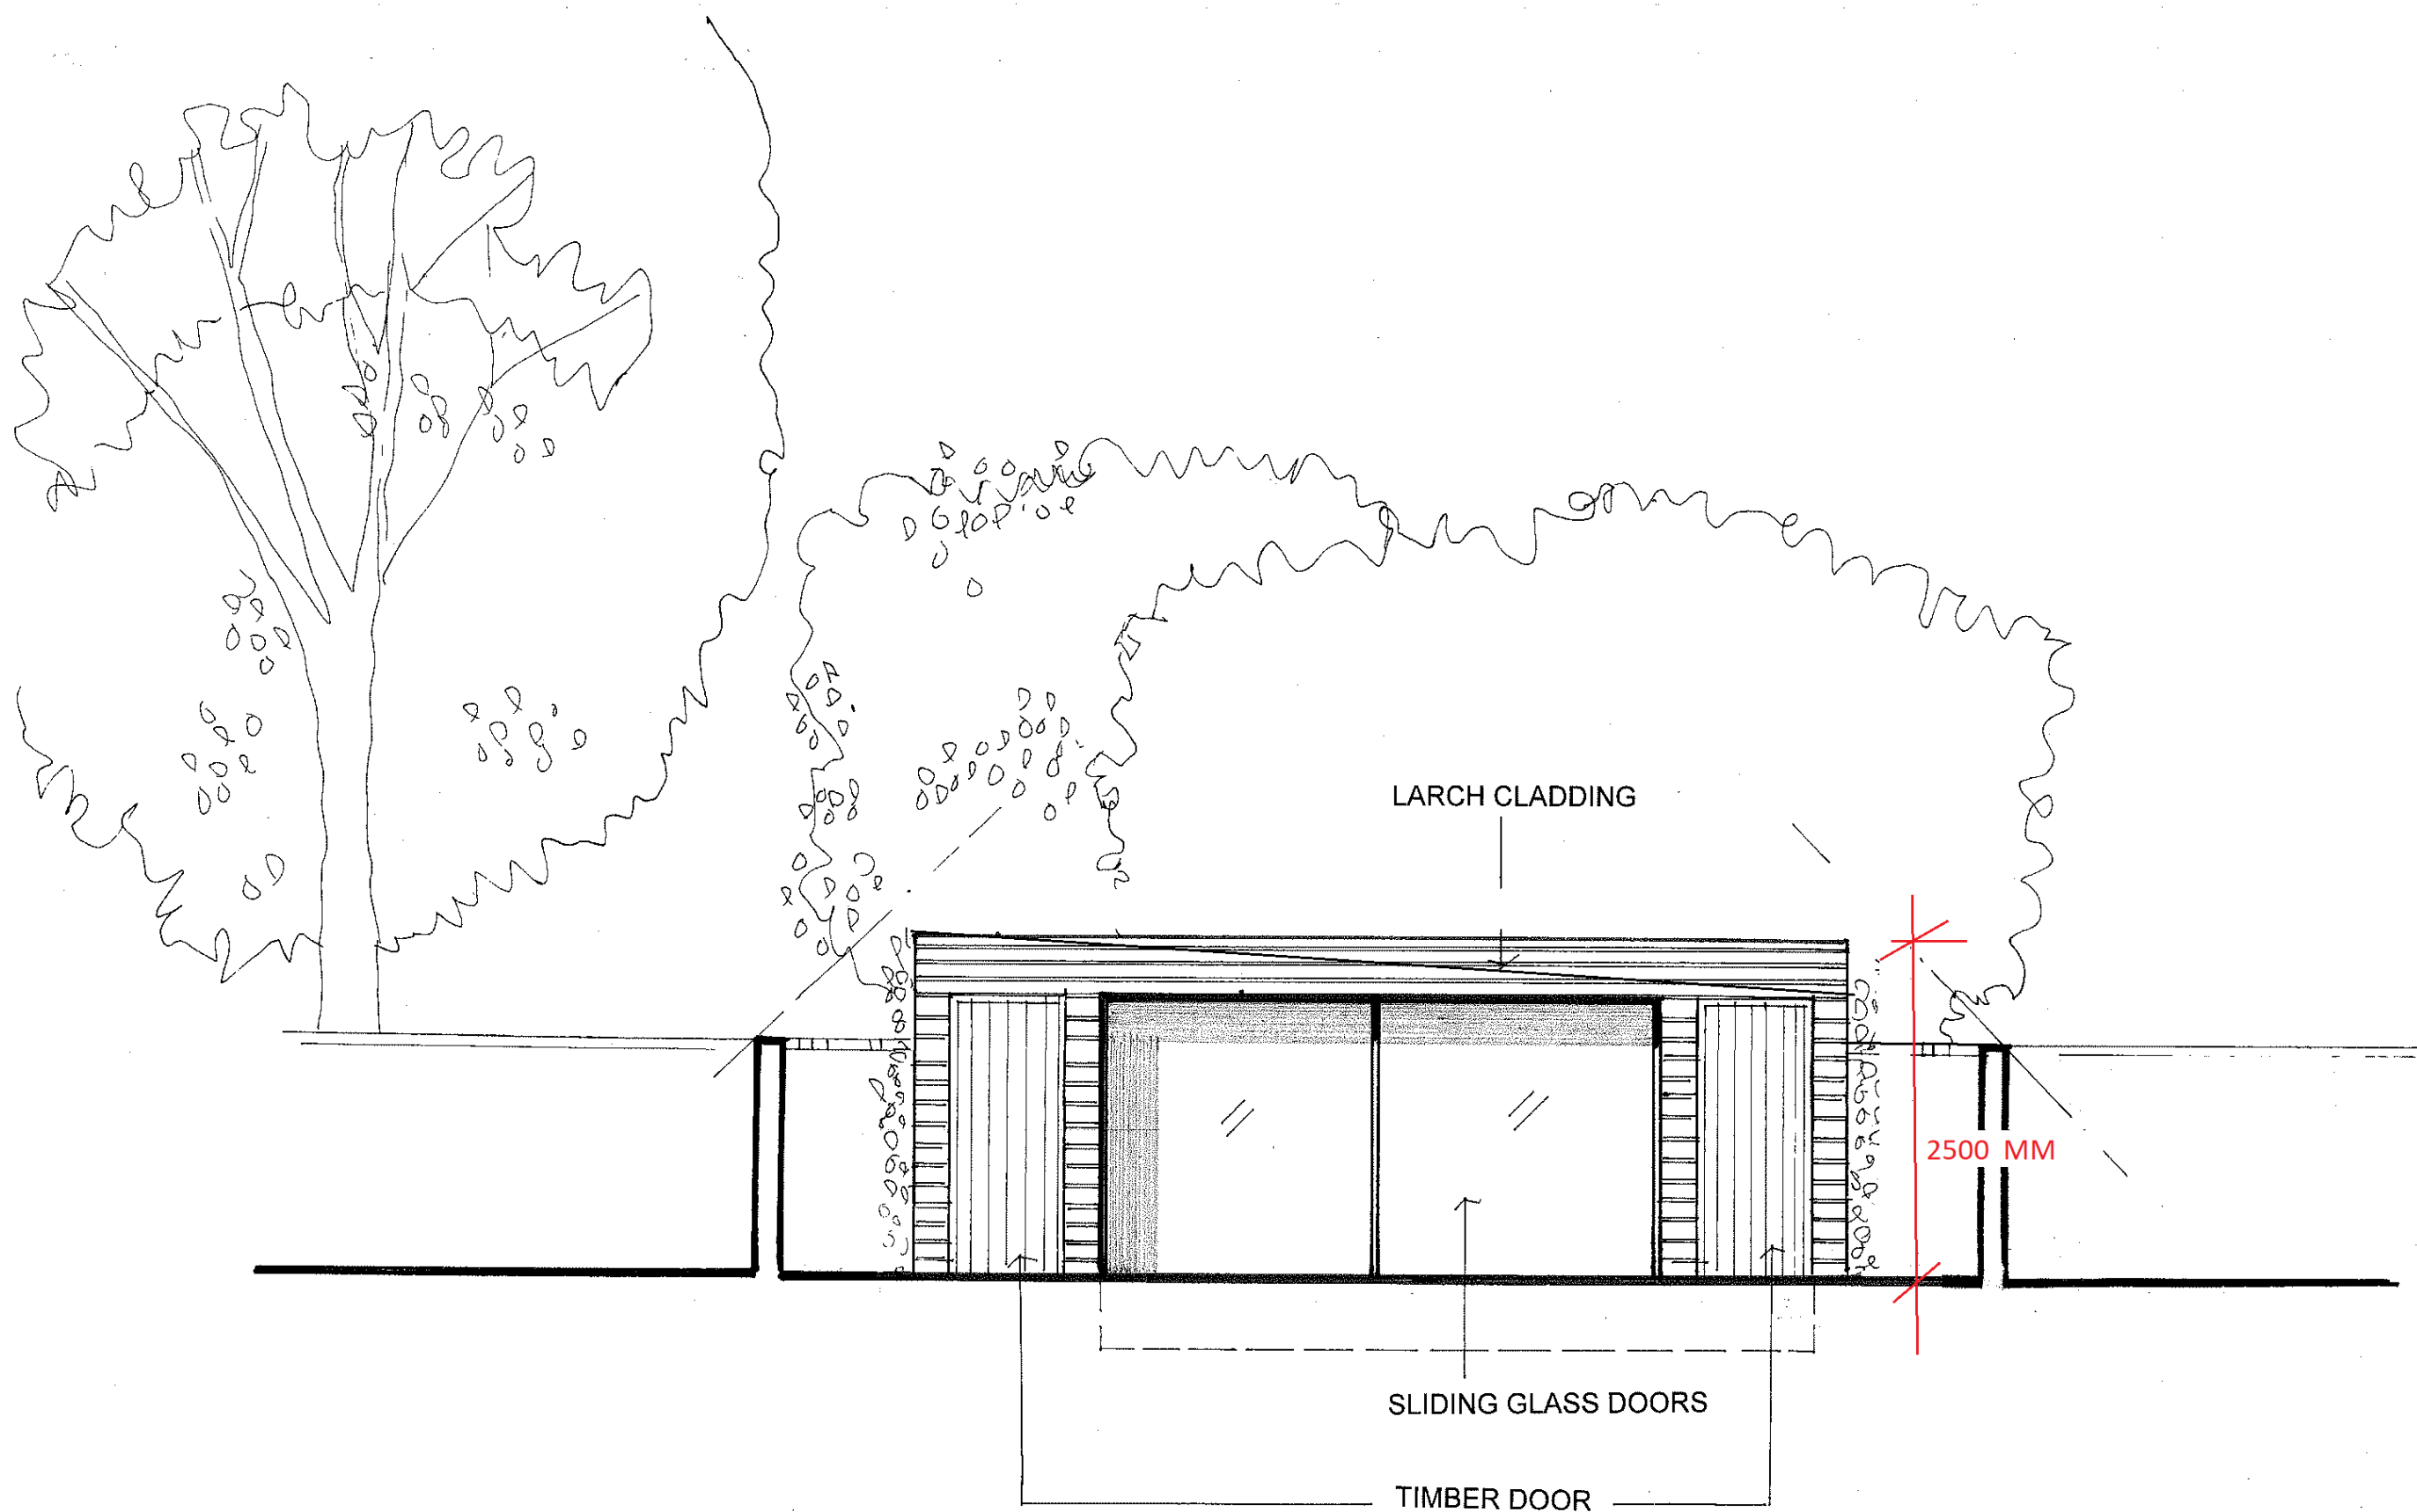 LARCH CLADDING
2500 MM
SLIDING GLASS DOORS
TIMBER DOOR